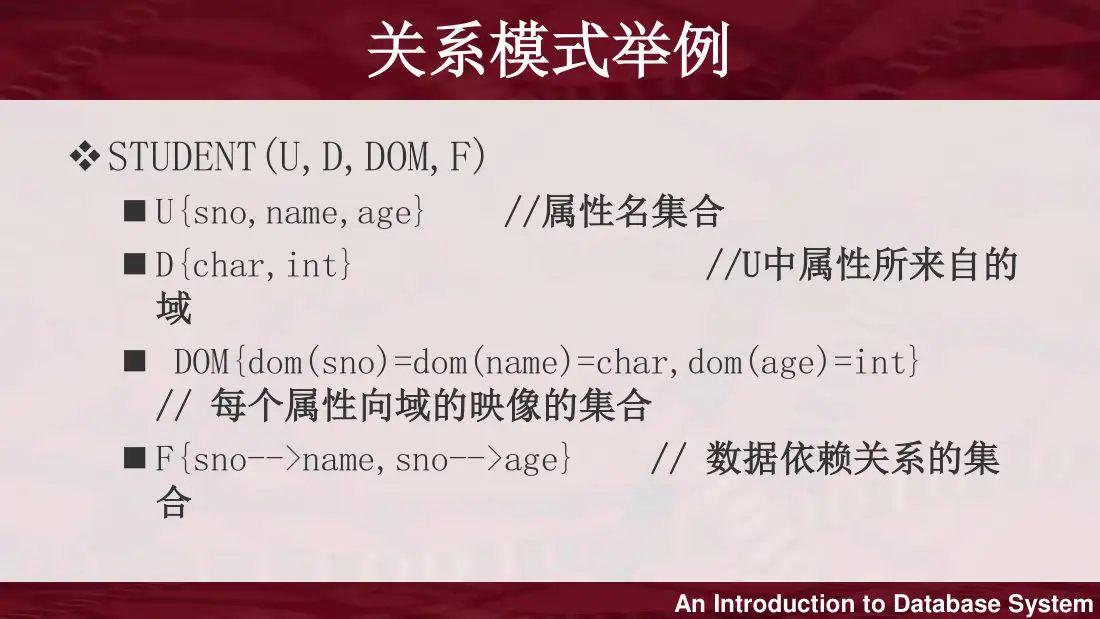 关系模式举例
❖STUDENT(U,D,DOM,F)
■U{sno,name,age} //属性名集合
■D{char,int} //U中属性所来自的
域
■ DOM{dom(sno)=dom(name)=char,dom(age)=int}
// 每个属性向域的映像的集合
■F{sno-->name,sno-->age} // 数据依赖关系的集
合
An Introduction to Database System